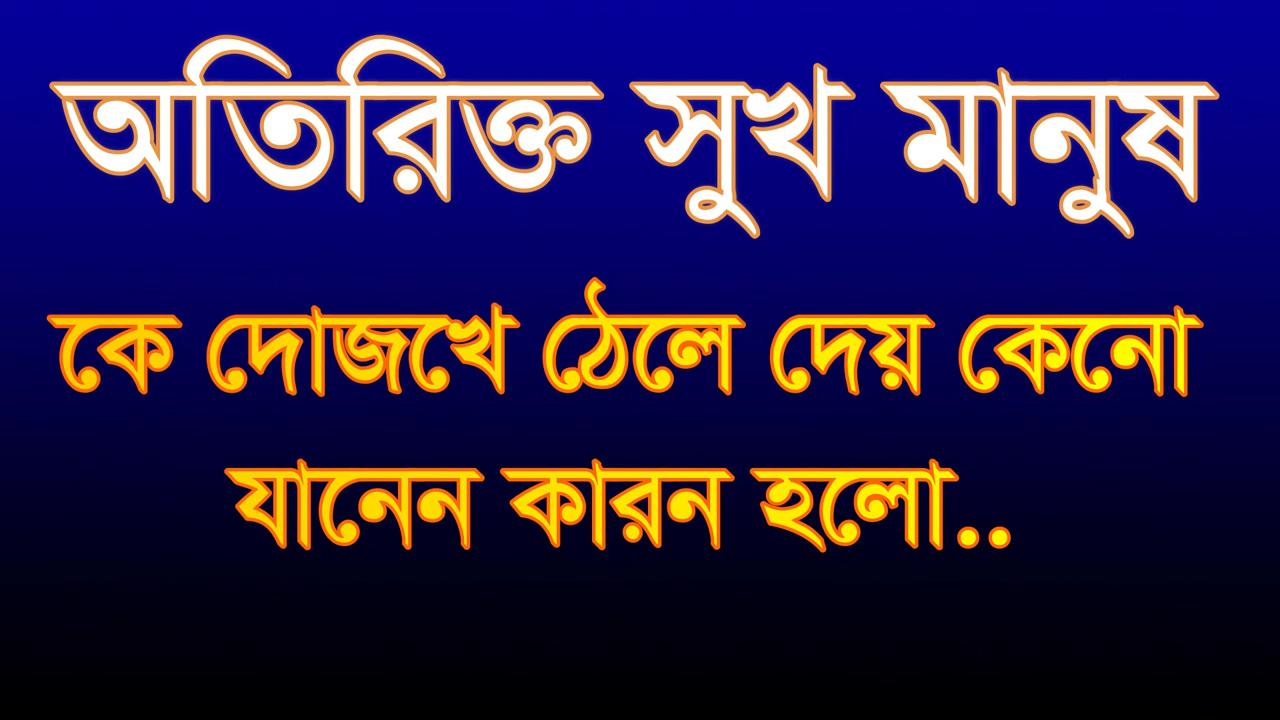 অতিরিক্ত সুখ মানুষ
কে দোজখে ঠেলে দেয় কেনো
যানেন কারন হলো..